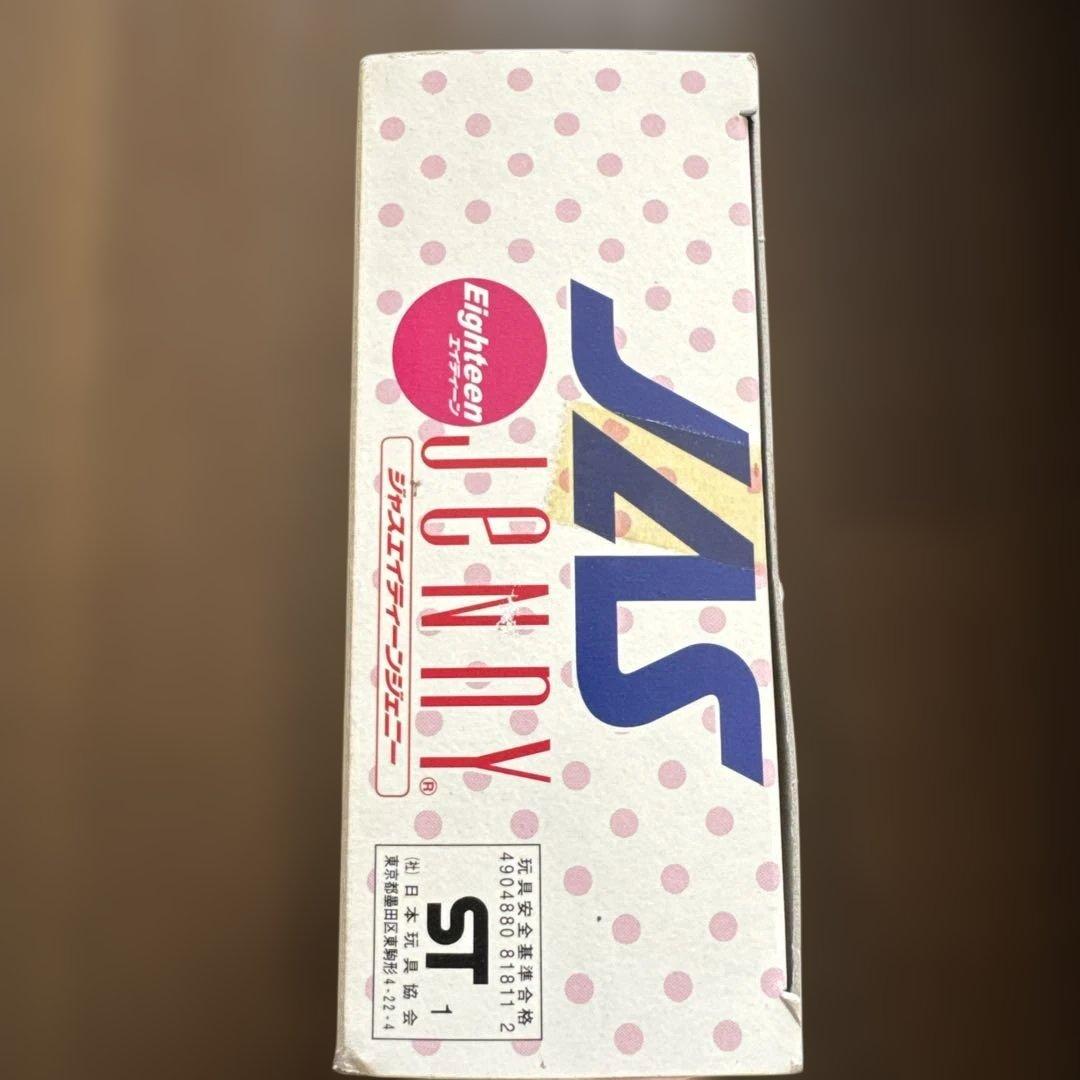 JAS
Eighteen
エイティーン
JeNNY®
ジャスエイティーンジェニー
玩具安全基準合格
4904880 81811 2
ST 1
(社)日本玩具協会
東京都墨田区東駒形4-22-4